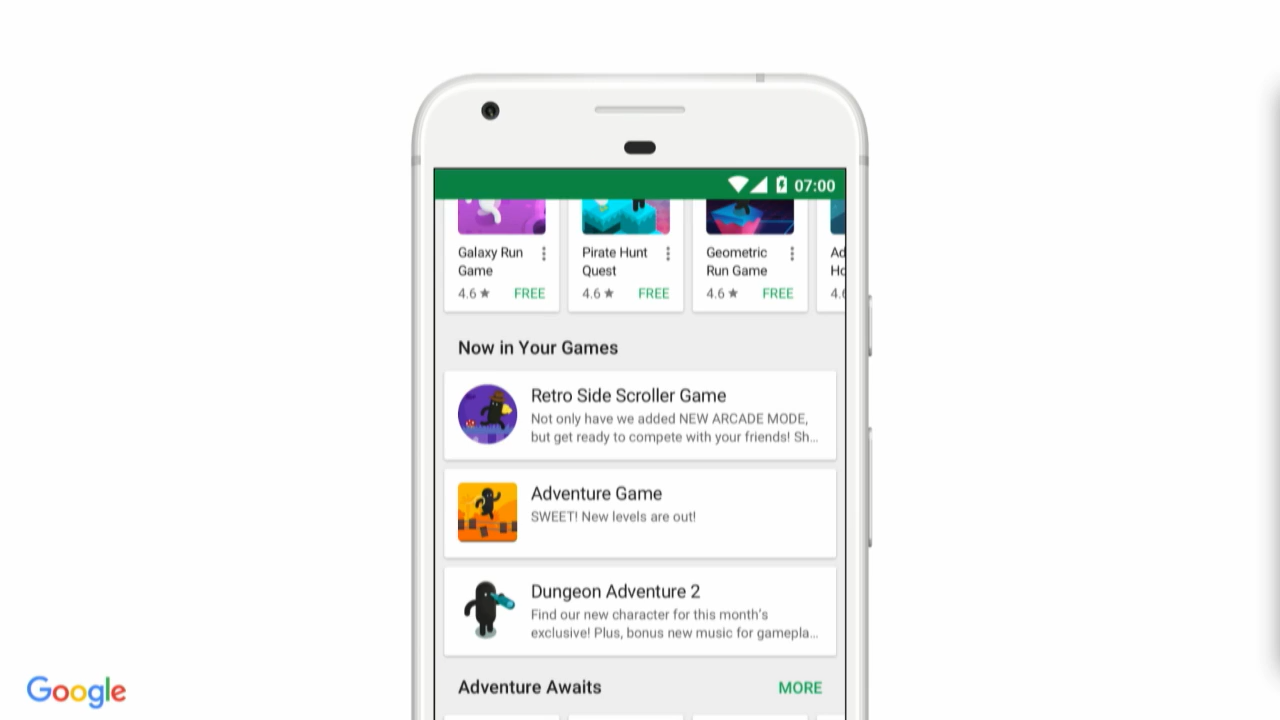 07:00
Galaxy Run
Game
4.6 ★ FREE
Pirate Hunt
Quest
4.6 ★ FREE
Geometric
Run Game
4.6 ★ FREE
Now in Your Games
Retro Side Scroller Game
Not only have we added NEW ARCADE MODE,
but get ready to compete with your friends! Sh...
Adventure Game
SWEET! New levels are out!
Dungeon Adventure 2
Find our new character for this month's
exclusive! Plus, bonus new music for gamepla...
Adventure Awaits MORE
Google